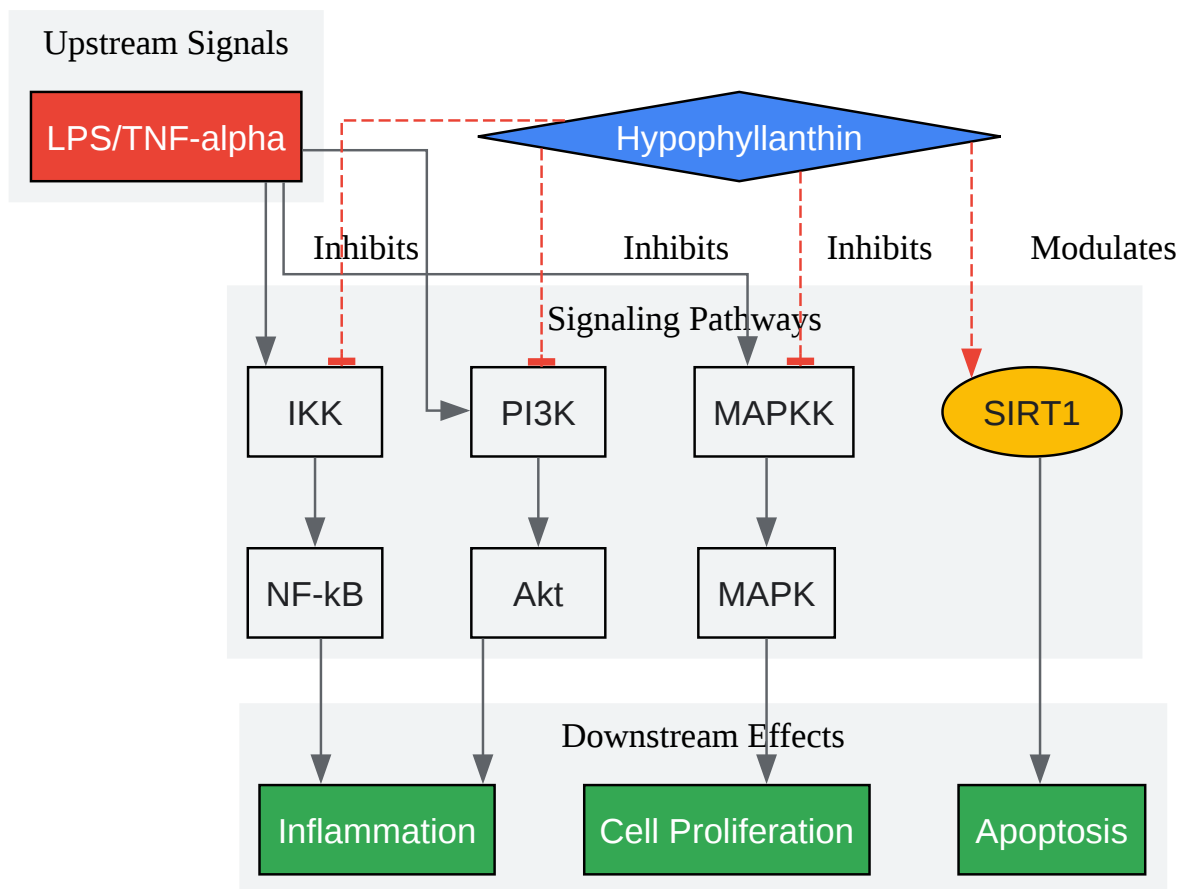 Upstream Signals
LPS/TNF-alpha
Hypophyllanthin
Inhibits
Inhibits
Inhibits
Modulates
Signaling Pathways
IKK
PI3K
MAPKK
SIRT1
NF-kB
Akt
MAPK
Downstream Effects
Inflammation
Cell Proliferation
Apoptosis